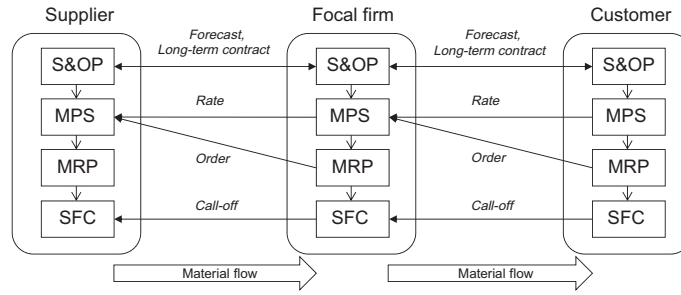 Supplier
Focal firm
Customer
Forecast,
Long-term contract
Forecast,
Long-term contract
S&OP
S&OP
S&OP
Rate
Rate
MPS
MPS
MPS
Order
Order
MRP
MRP
MRP
Call-off
Call-off
SFC
SFC
SFC
Material flow
Material flow